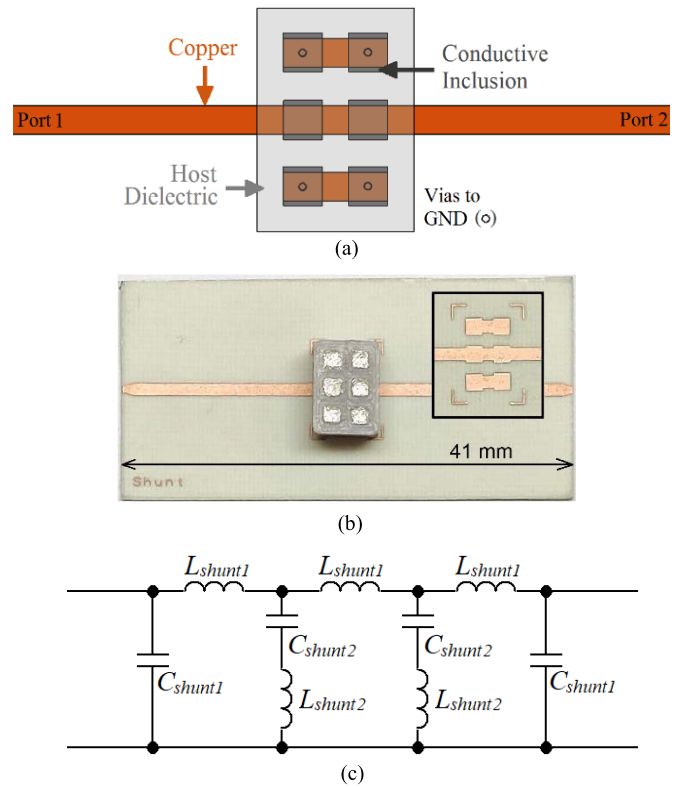 Copper
Conductive
Inclusion
Port 1
Port 2
Host
Dielectric
Vias to
GND (⊙)
(a)
41 mm
Shunt
(b)
Lshunt1
Lshunt1
Lshunt1
Cshunt2
Cshunt2
Cshunt1
Lshunt2
Lshunt2
Cshunt1
(c)